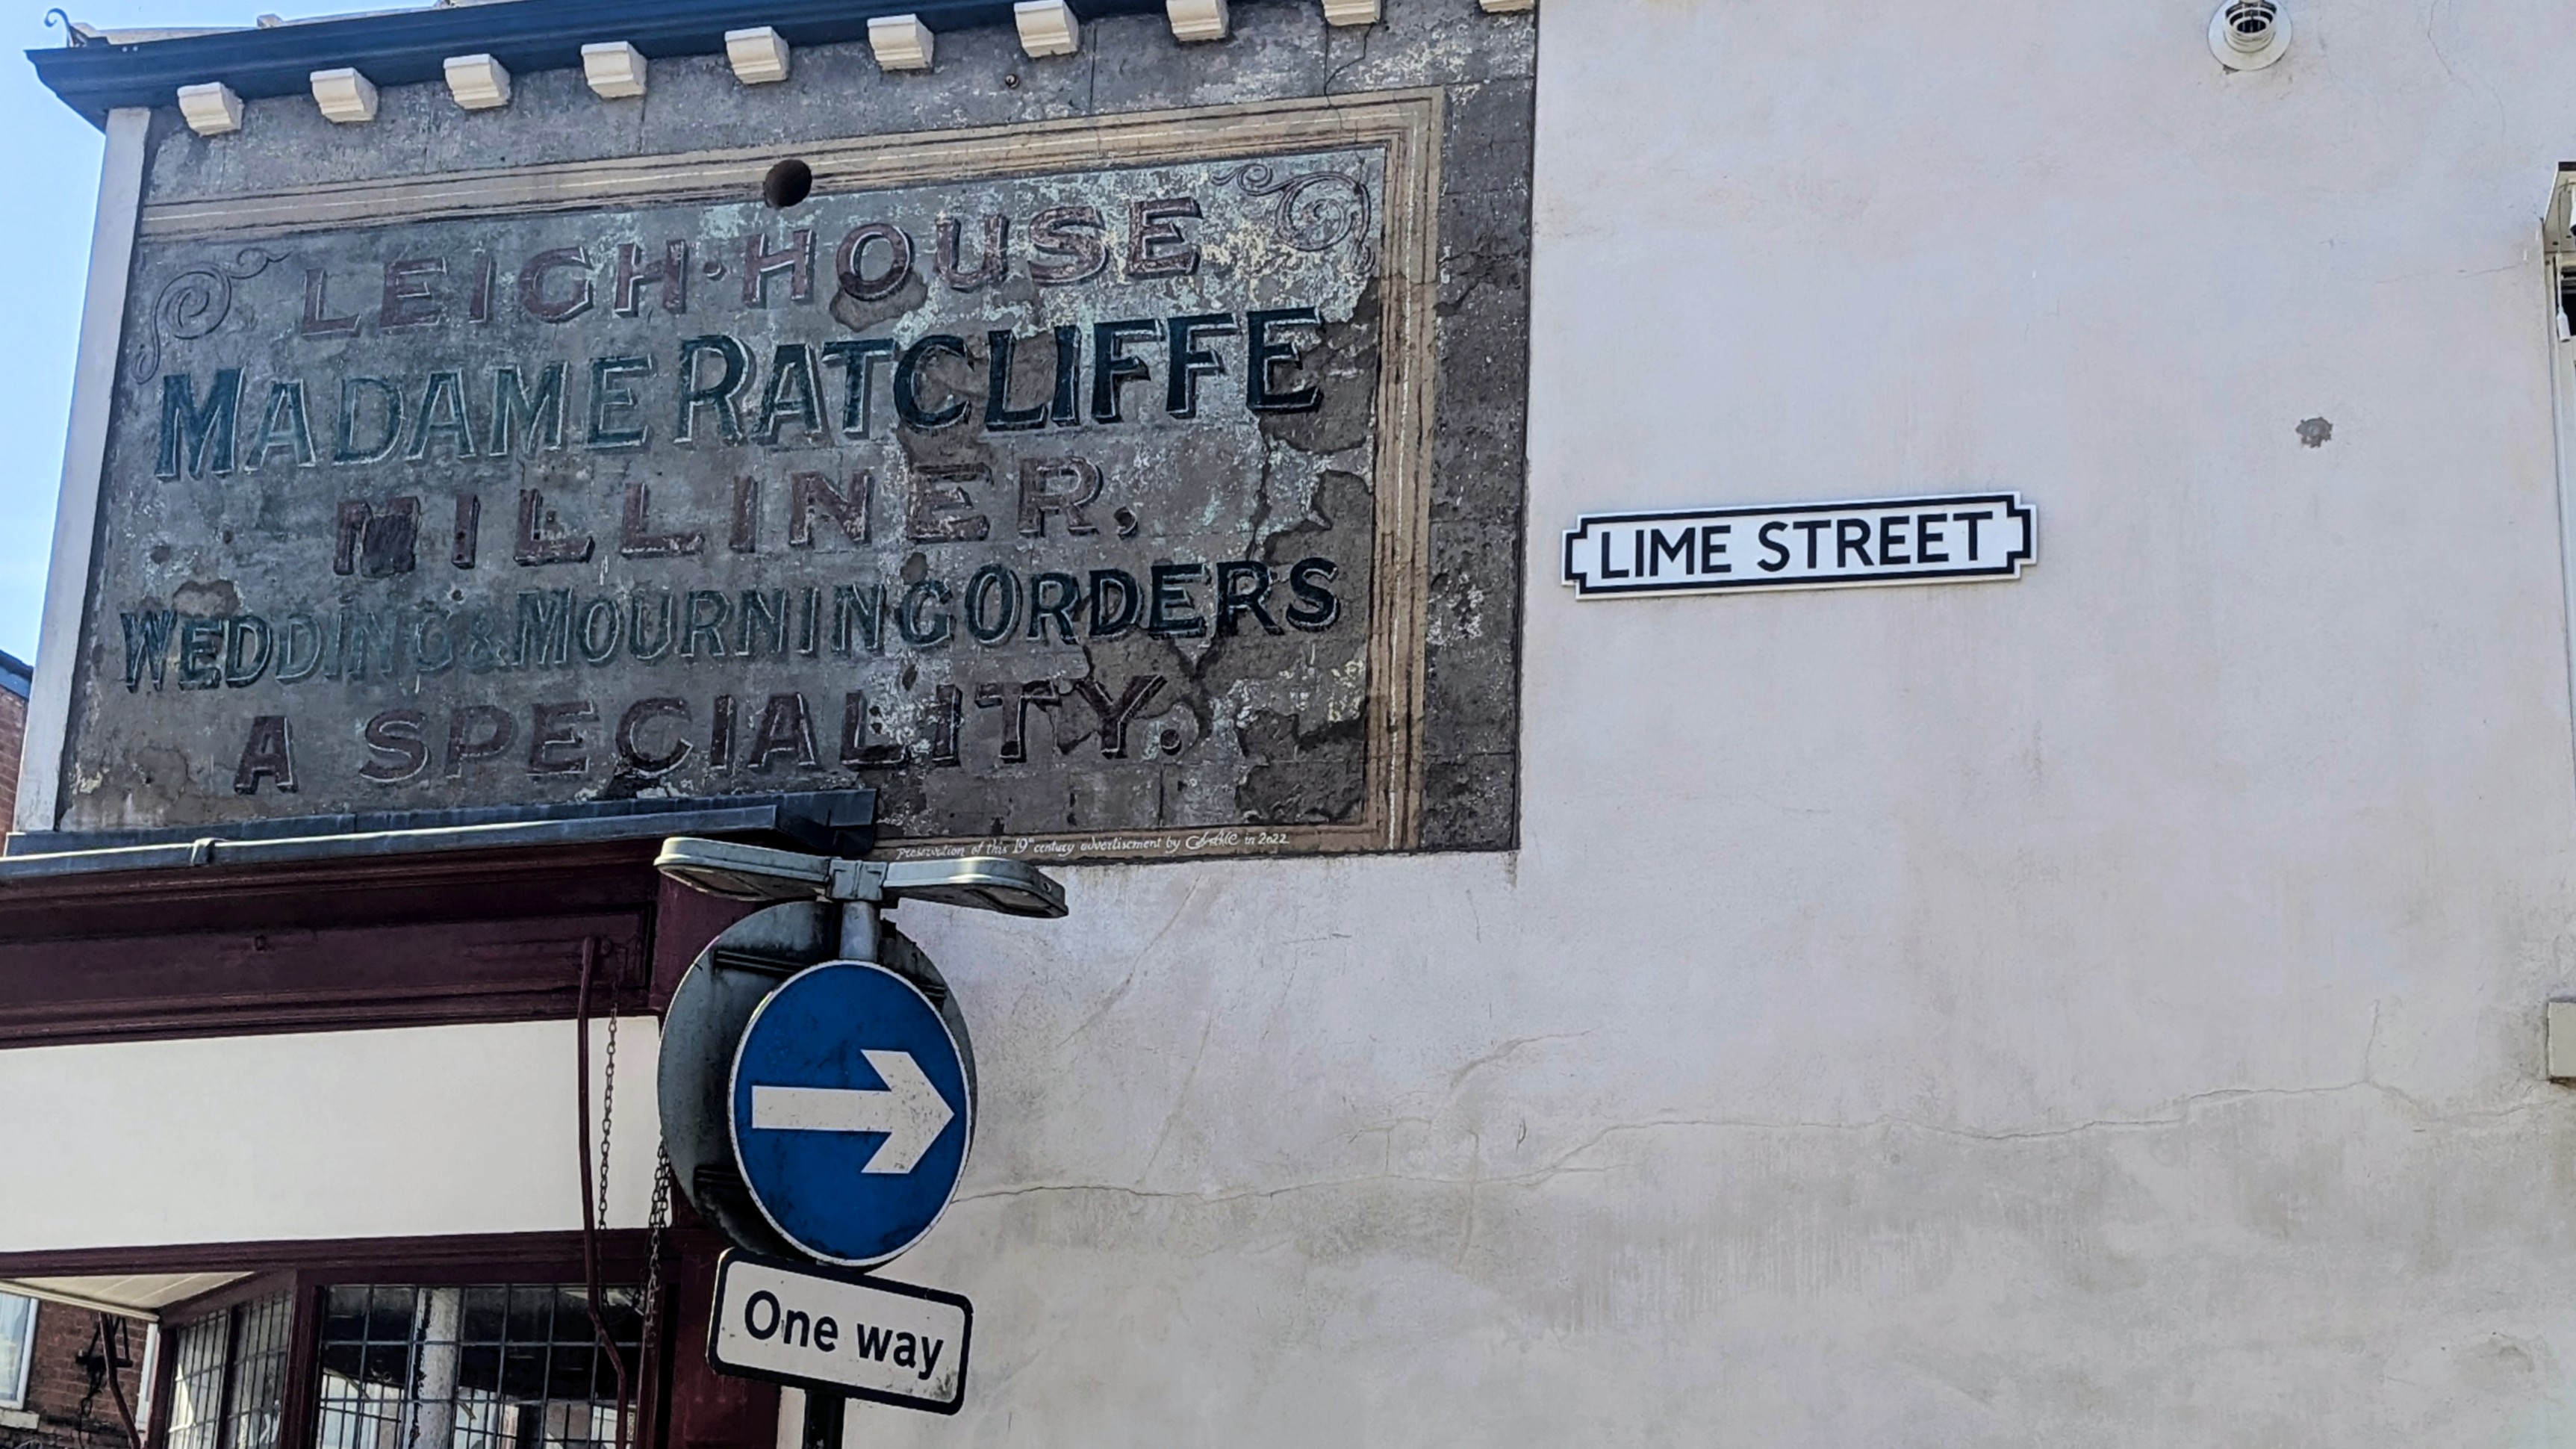 LEIGH·HOUSE
MADAME RATCLIFFE
MILLINER,
WEDDING & MOURNING ORDERS
A SPECIALITY.
preservation of this 19th century advertisement by in 2022
LIME STREET
One way